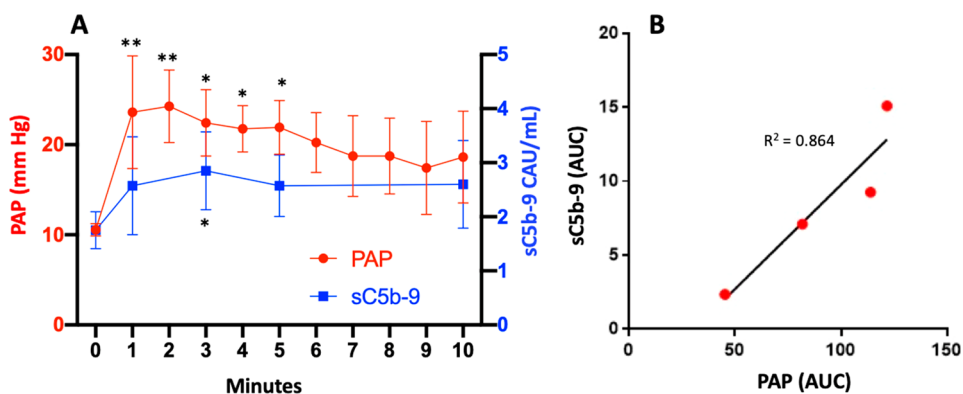 A
PAP (mm Hg)
30
20
10
0
** ** * * *
*
PAP
sC5b-9
0 1 2 3 4 5 6 7 8 9 10
Minutes
5
4
3
2
1
0
sC5b-9 CAU/mL)
B
sC5b-9 (AUC)
20
15
10
5
0
R² = 0.864
0 50 100 150
PAP (AUC)